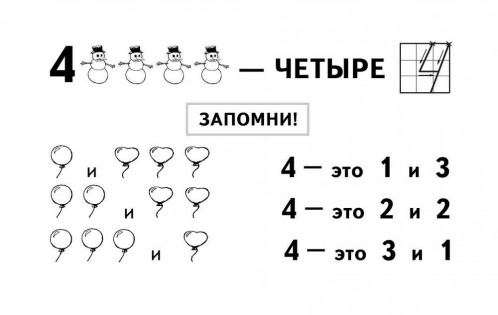 4 — ЧЕТЫРЕ 4
ЗАПОМНИ!
и
4 — это 1 и 3
и
4 — это 2 и 2
и
4 — это 3 и 1